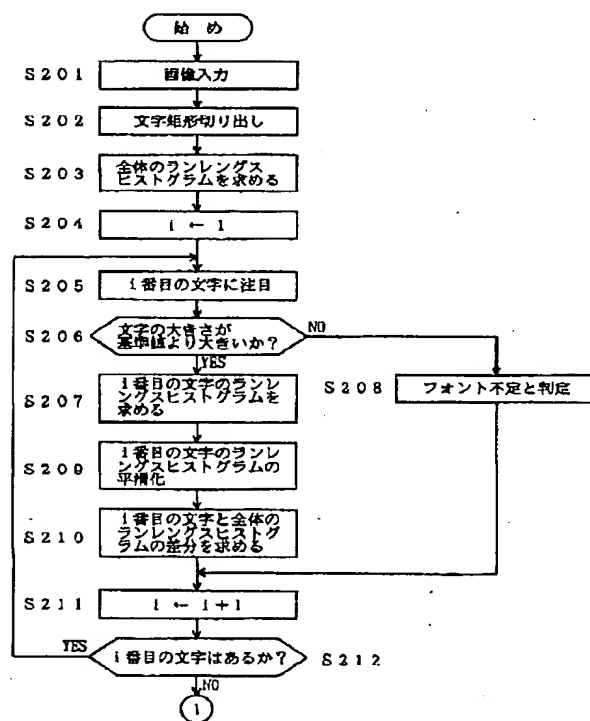 始め
S201
画像入力
S202
文字矩形切り出し
S203
全体のランレングス
ヒストグラムを求める
S204
i ← 1
S205
i番目の文字に注目
S206
文字の大きさが
基準値より大きいか?
NO
YES
S207
i番目の文字のランレ
ングスヒストグラムを
求める
S208
フォント不定と判定
S209
i番目の文字のランレ
ングスヒストグラムの
平滑化
S210
i番目の文字と全体の
ランレングスヒストグ
ラムの差分を求める
S211
i ← i+1
YES
i番目の文字はあるか?
S212
NO
1